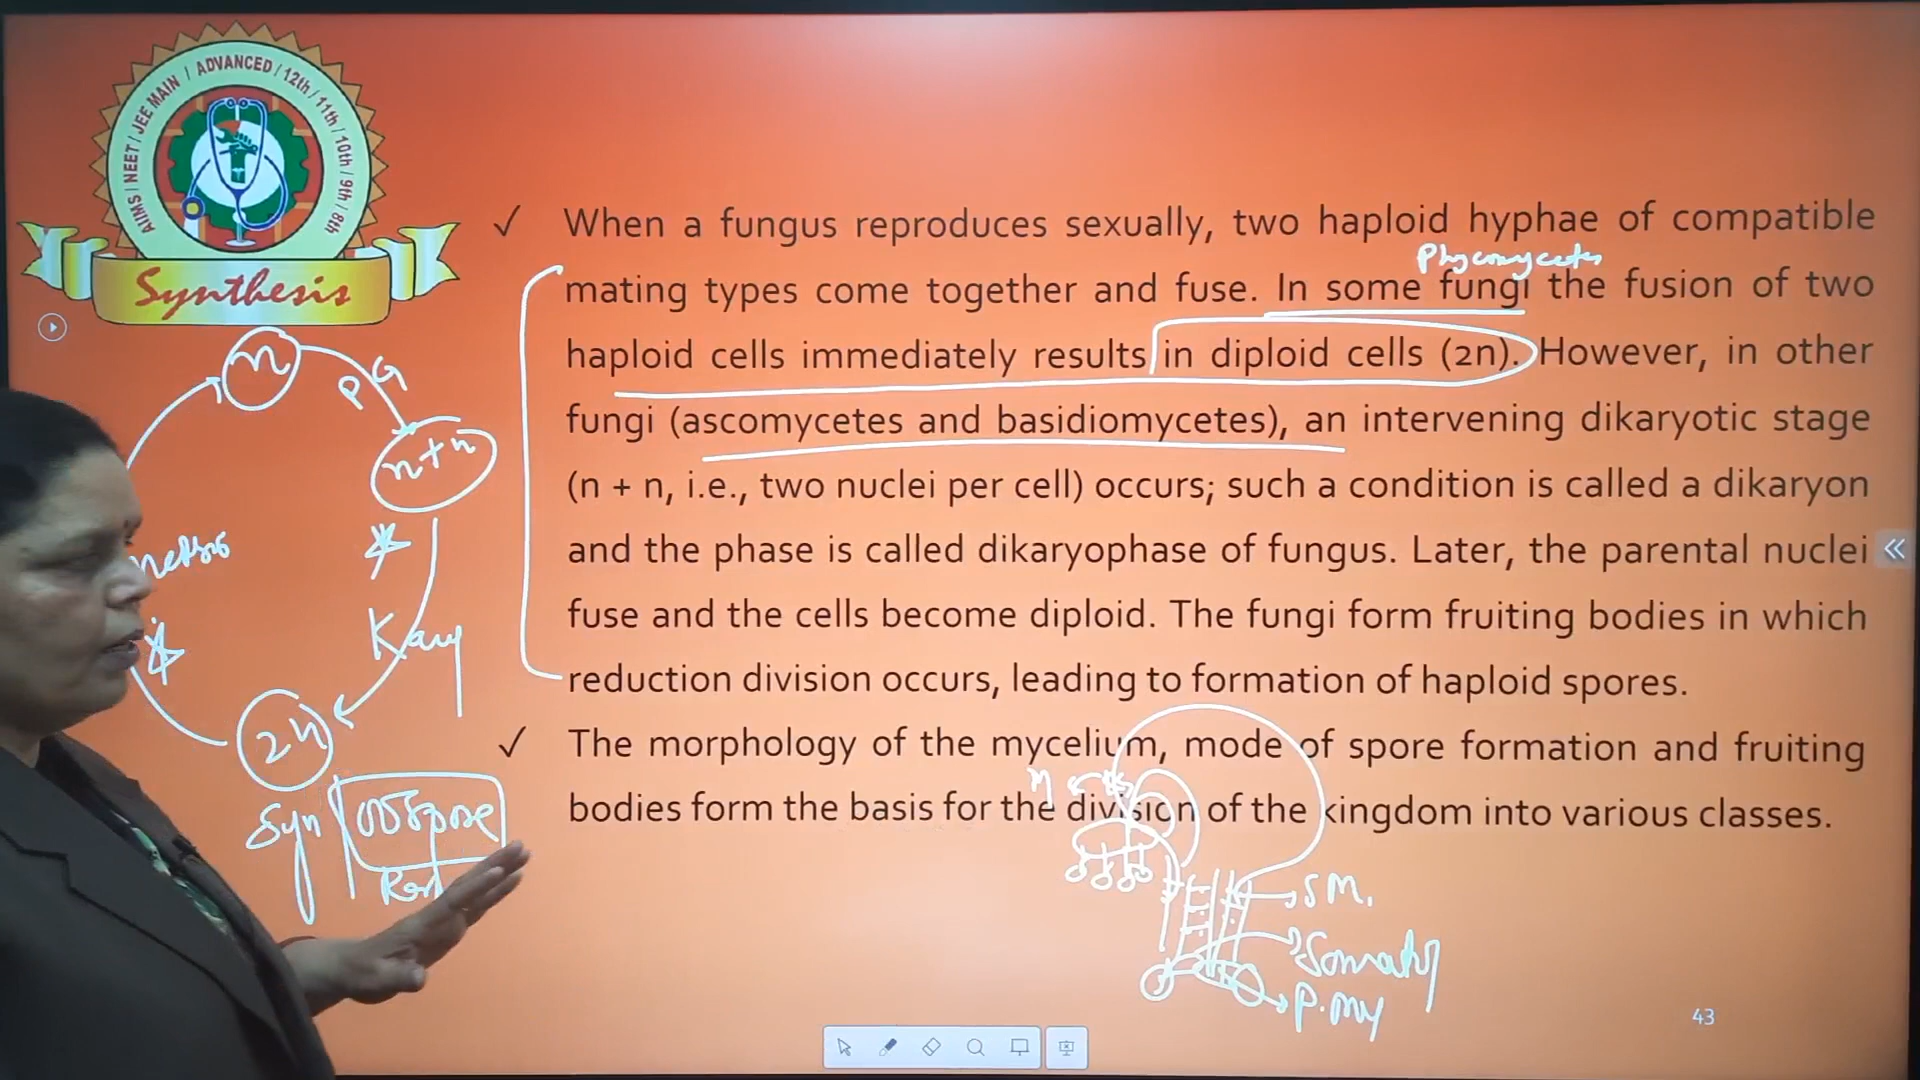 AIIMS / NEET / JEE MAIN / ADVANCED / 12th / 11th / 10th / 9th / 8th
Synthesis
✓ When a fungus reproduces sexually, two haploid hyphae of compatible
Phycomycetes
mating types come together and fuse. In some fungi the fusion of two
haploid cells immediately results in diploid cells (2n). However, in other
fungi (ascomycetes and basidiomycetes), an intervening dikaryotic stage
(n + n, i.e., two nuclei per cell) occurs; such a condition is called a dikaryon
and the phase is called dikaryophase of fungus. Later, the parental nuclei
fuse and the cells become diploid. The fungi form fruiting bodies in which
reduction division occurs, leading to formation of haploid spores.
✓ The morphology of the mycelium, mode of spore formation and fruiting
bodies form the basis for the division of the kingdom into various classes.
n
PG
n+n
Kary
2n
Syn
oospore
S M.
P. my
43